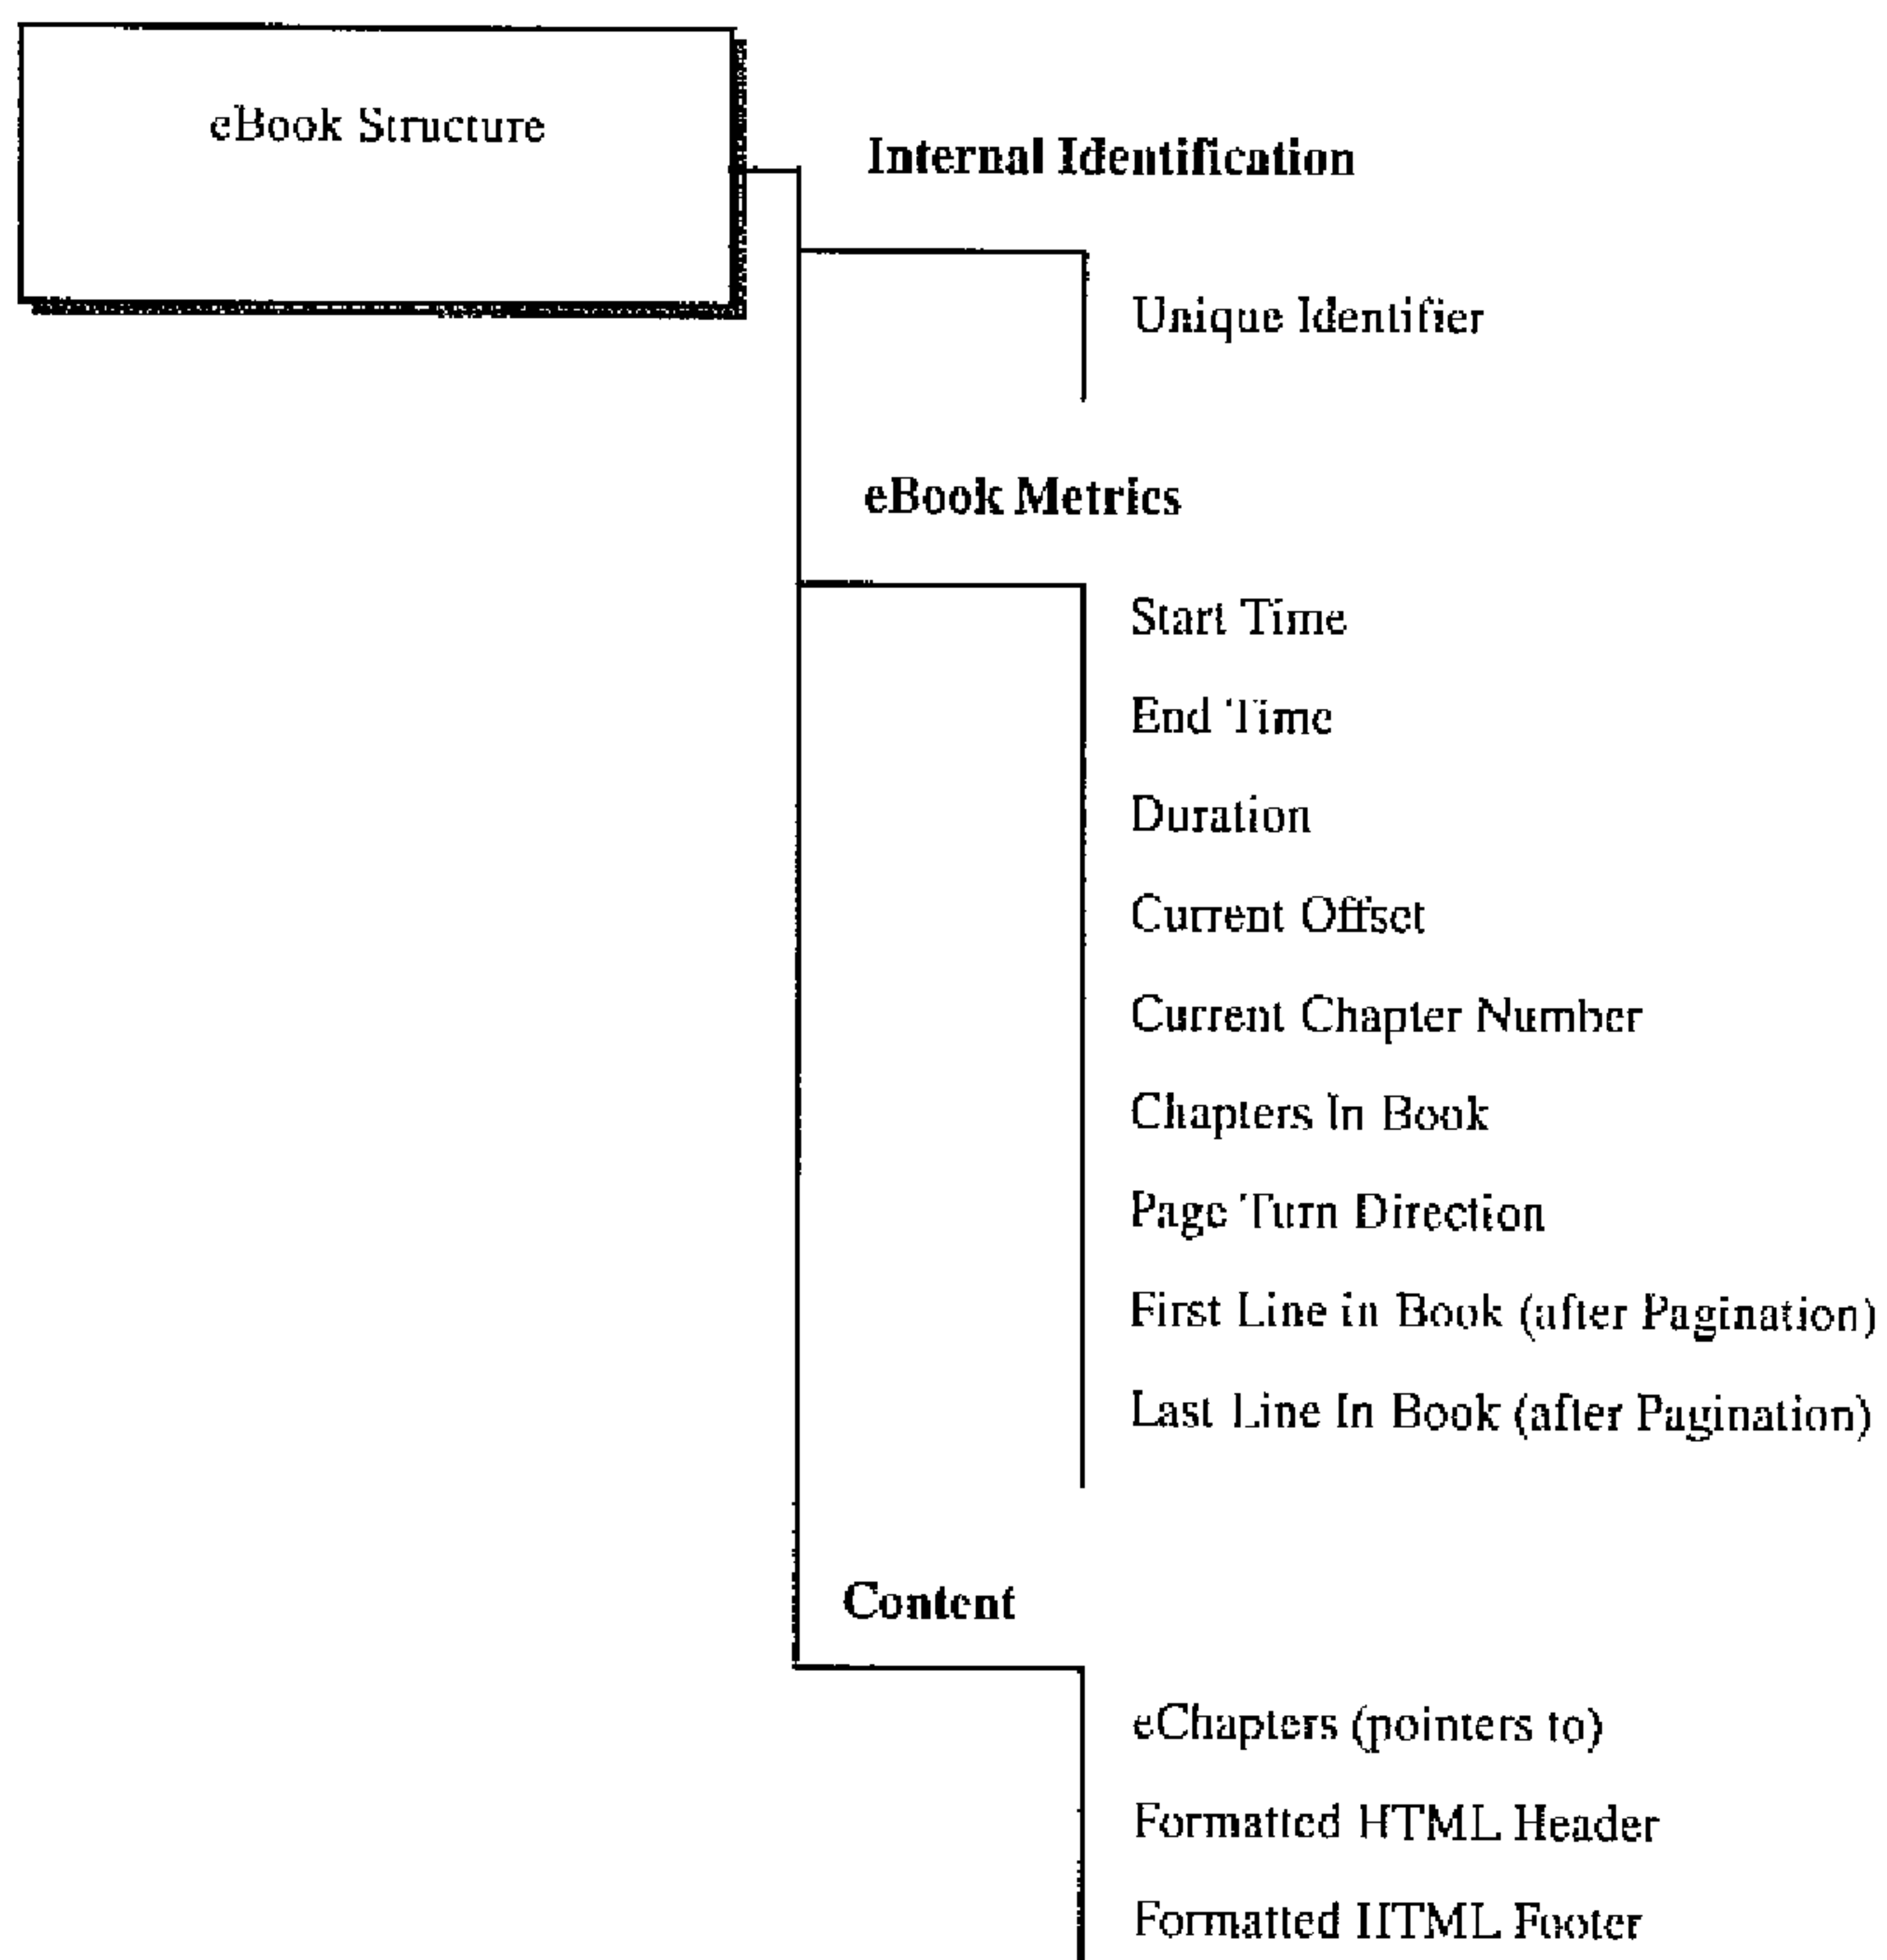 eBook Structure
Internal Identification
Unique Identifier
eBook Metrics
Start Time
End Time
Duration
Current Offset
Current Chapter Number
Chapters In Book
Page Turn Direction
First Line in Book (after Pagination)
Last Line In Book (after Pagination)
Content
eChapters (pointers to)
Formatted HTML Header
Formatted HTML Footer